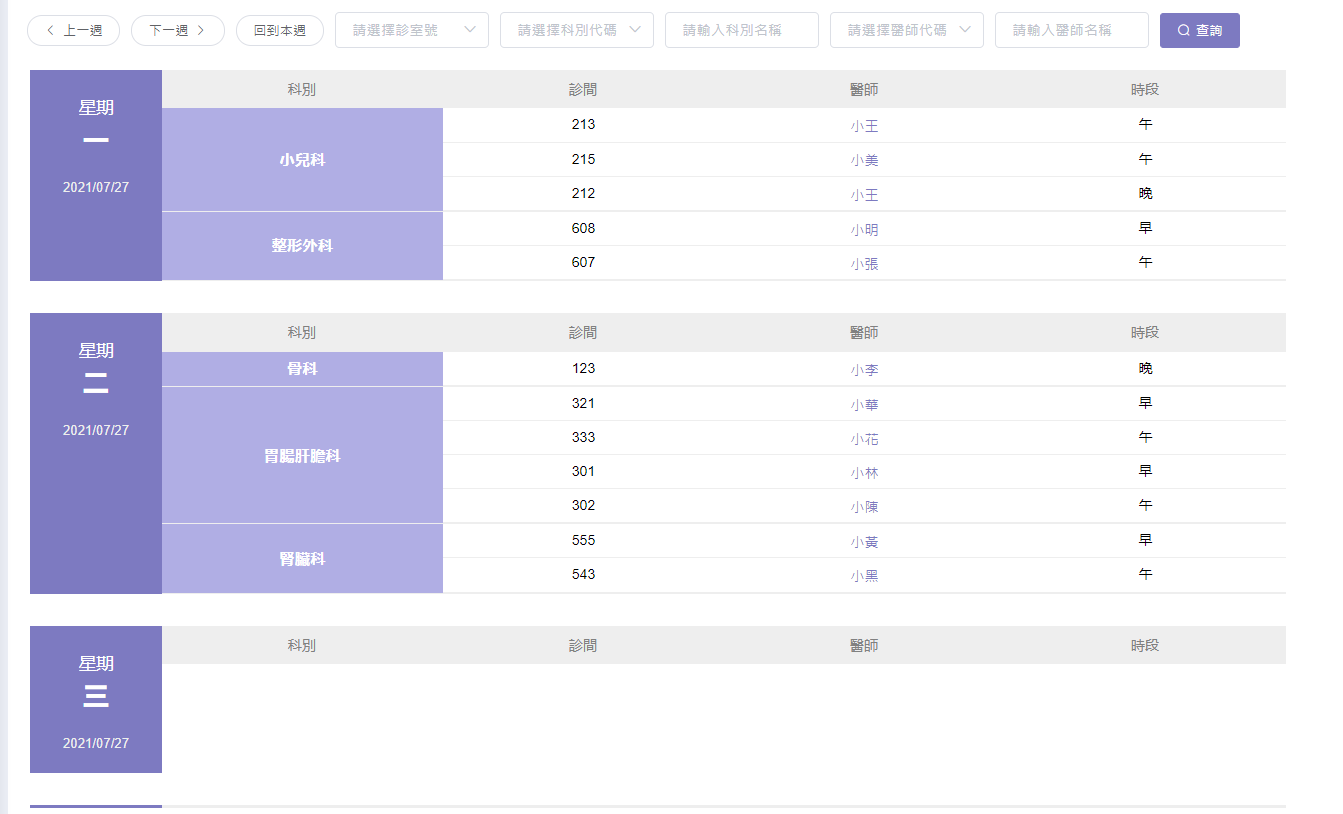 上一週 下一週 回到本週 請選擇診室號 請選擇科別代碼 請輸入科別名稱 請選擇醫師代碼 請輸入醫師名稱 查詢
星期
一
2021/07/27
科別 診間 醫師 時段
小兒科
213 小王 午
215 小美 午
212 小王 晚
整形外科
608 小明 早
607 小張 午
星期
二
2021/07/27
科別 診間 醫師 時段
骨科
123 小李 晚
胃腸肝膽科
321 小華 早
333 小花 午
301 小林 早
302 小陳 午
腎臟科
555 小黃 早
543 小黑 午
星期
三
2021/07/27
科別 診間 醫師 時段